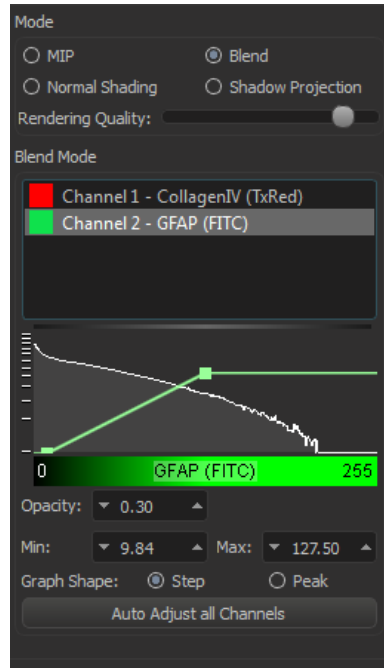 Mode
MIP Blend
Normal Shading Shadow Projection
Rendering Quality:
Blend Mode
Channel 1 - CollagenIV (TxRed)
Channel 2 - GFAP (FITC)
0 GFAP (FITC) 255
Opacity: 0.30
Min: 9.84 Max: 127.50
Graph Shape: Step Peak
Auto Adjust all Channels